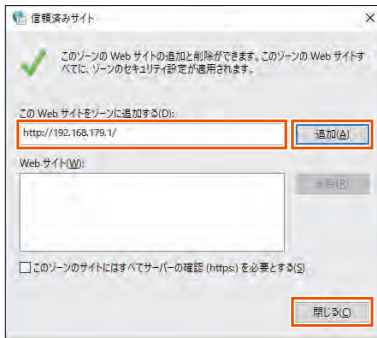 信頼済みサイト
このゾーンの Web サイトの追加と削除ができます。このゾーンの Web サイトす
べてに、ゾーンのセキュリティ設定が適用されます。
この Web サイトをゾーンに追加する(D):
http://192.168.179.1/
追加(A)
Web サイト(W):
削除(R)
このゾーンのサイトにはすべてサーバーの確認 (https:) を必要とする(S)
閉じる(C)